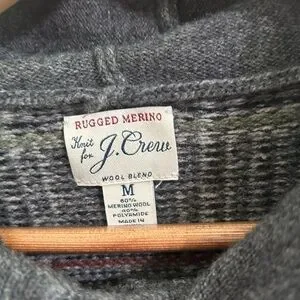 RUGGED MERINO
Knit
for
J.Crew
WOOL BLEND
M
60%
MERINO WOOL
40%
POLYAMIDE
MADE IN